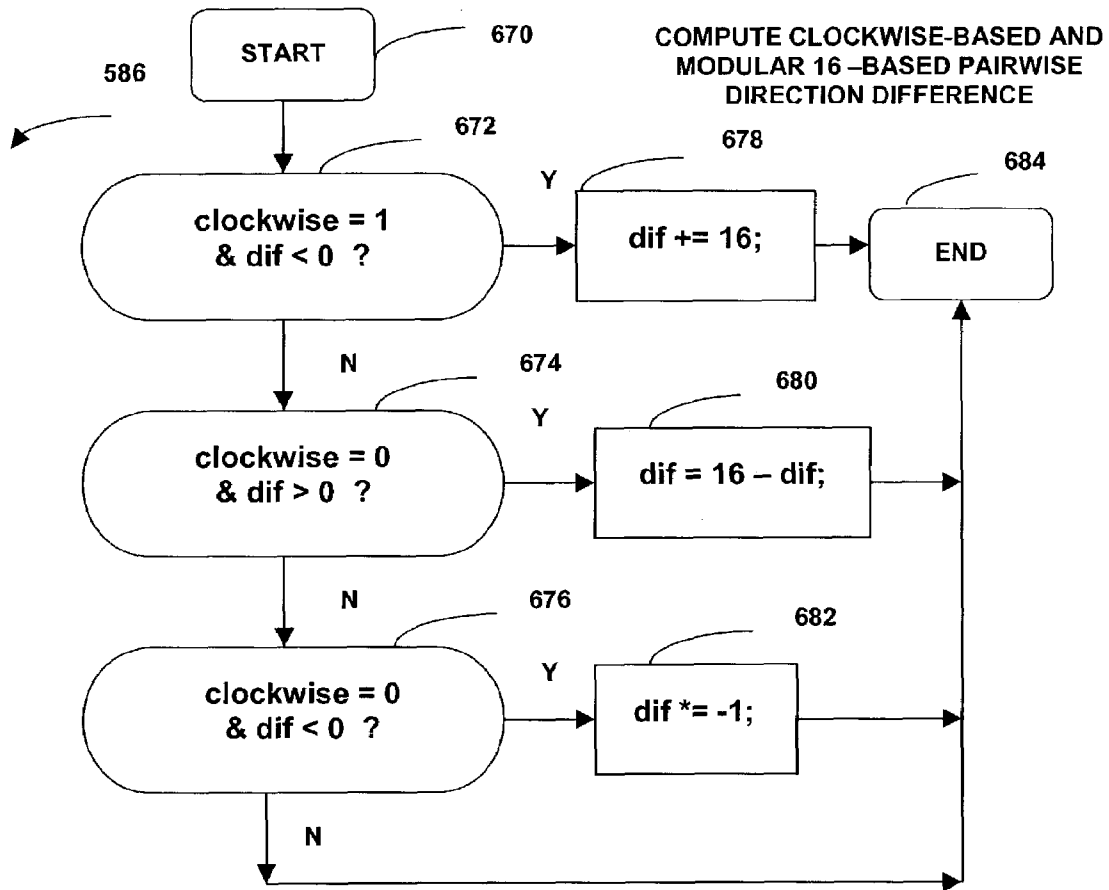 START
670
COMPUTE CLOCKWISE-BASED AND
MODULAR 16 –BASED PAIRWISE
DIRECTION DIFFERENCE
586
672
678
684
clockwise = 1
& dif < 0 ?
Y
dif += 16;
END
N
674
680
clockwise = 0
& dif > 0 ?
Y
dif = 16 – dif;
N
676
682
clockwise = 0
& dif < 0 ?
Y
dif *= -1;
N